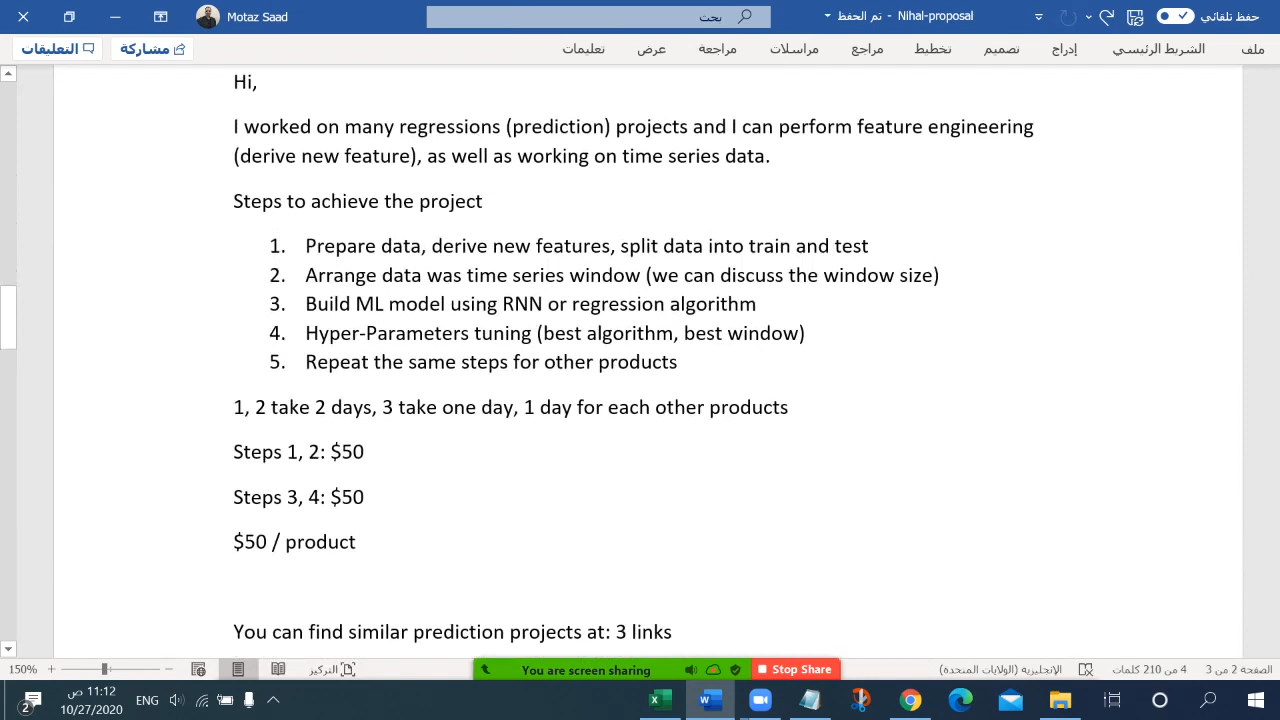 Motaz Saad
بحث
Nihal-proposal - تم الحفظ
حفظ تلقائي
ملف
الشريط الرئيسي
إدراج
تصميم
تخطيط
مراجع
مراسلات
مراجعة
عرض
تعليمات
مشاركة
التعليقات
Hi,
I worked on many regressions (prediction) projects and I can perform feature engineering
(derive new feature), as well as working on time series data.
Steps to achieve the project
1. Prepare data, derive new features, split data into train and test
2. Arrange data was time series window (we can discuss the window size)
3. Build ML model using RNN or regression algorithm
4. Hyper-Parameters tuning (best algorithm, best window)
5. Repeat the same steps for other products
1, 2 take 2 days, 3 take one day, 1 day for each other products
Steps 1, 2: $50
Steps 3, 4: $50
$50 / product
You can find similar prediction projects at: 3 links
الصفحة 2 من 3
4 من 210 كلمات
الإنجليزية (الولايات المتحدة)
You are screen sharing
Stop Share
التركيز
150%
11:12 ص
10/27/2020
ENG
2